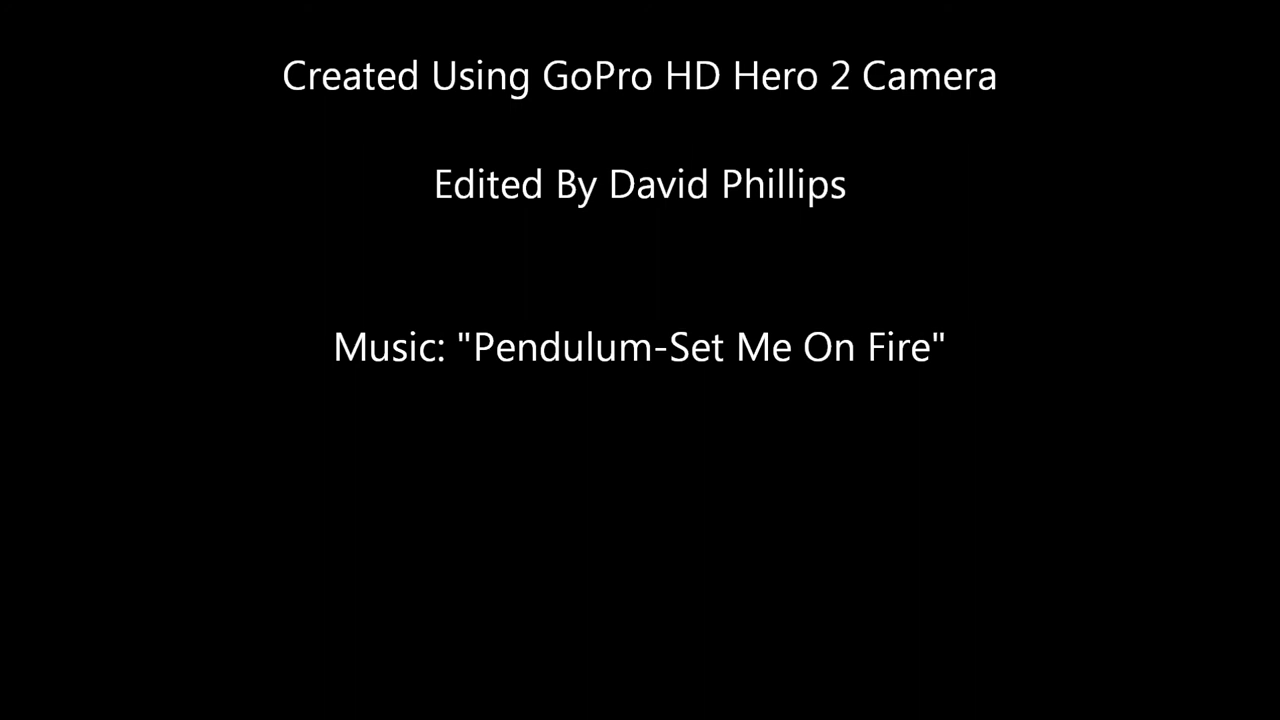 Created Using GoPro HD Hero 2 Camera
Edited By David Phillips
Music: "Pendulum-Set Me On Fire"